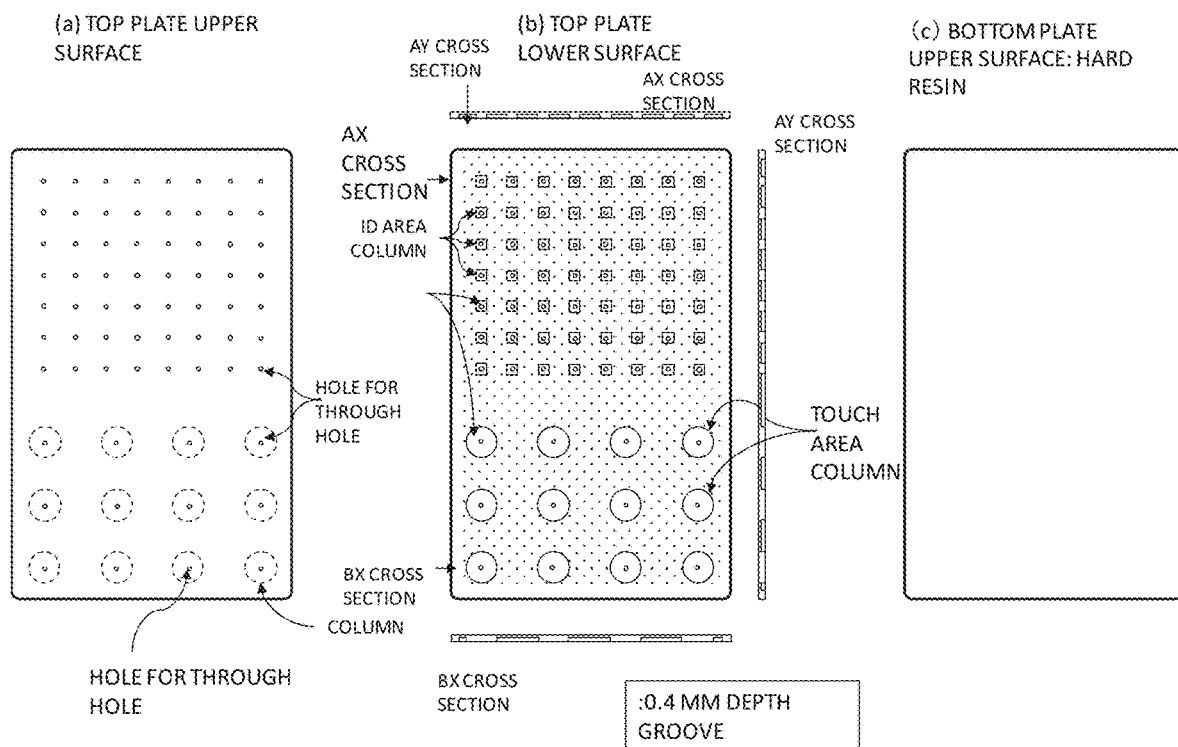 (a) TOP PLATE UPPER
SURFACE
(b) TOP PLATE
LOWER SURFACE
(c) BOTTOM PLATE
UPPER SURFACE: HARD
RESIN
AY CROSS
SECTION
AX CROSS
SECTION
AY CROSS
SECTION
AX
CROSS
SECTION
ID AREA
COLUMN
HOLE FOR
THROUGH
HOLE
TOUCH
AREA
COLUMN
BX CROSS
SECTION
COLUMN
HOLE FOR THROUGH
HOLE
BX CROSS
SECTION
:0.4 MM DEPTH
GROOVE